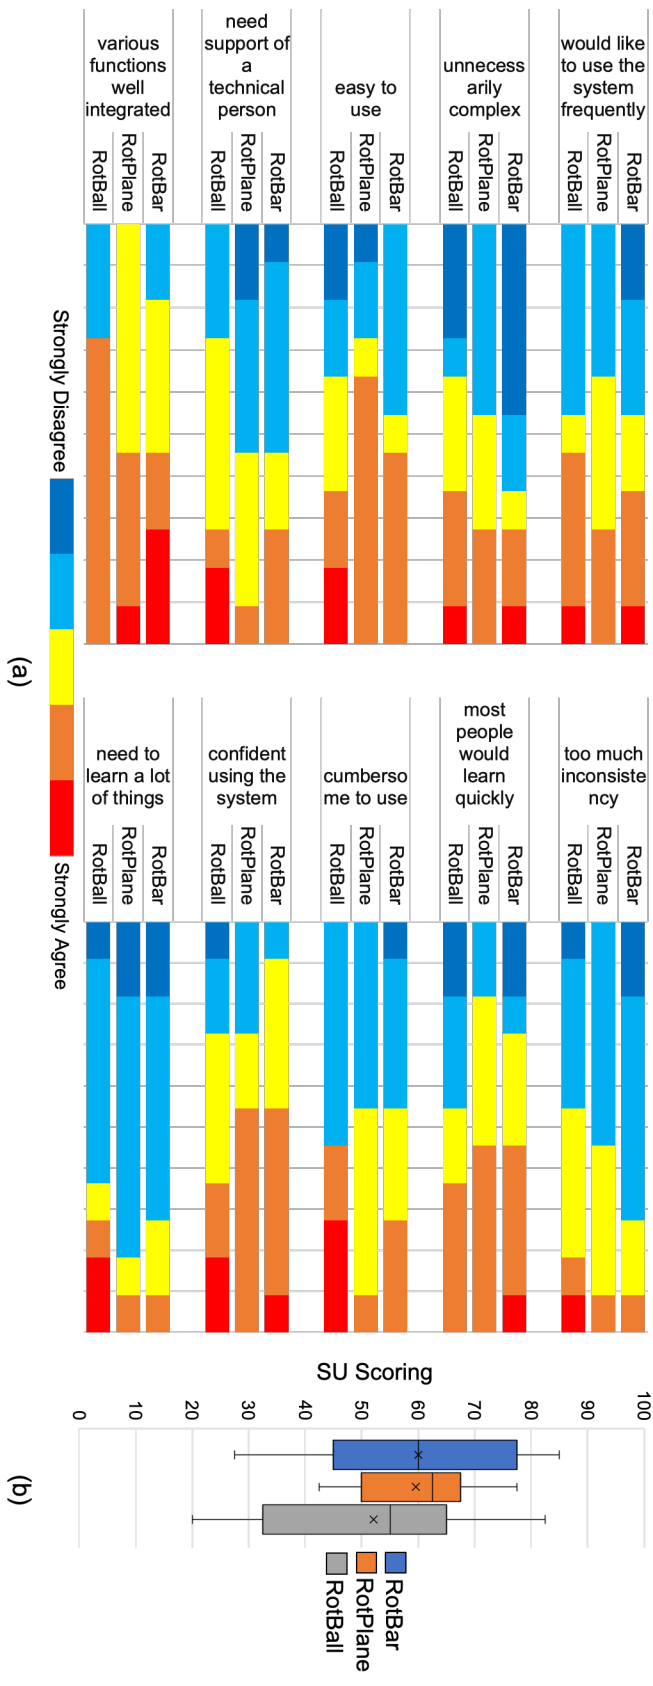 would like
to use the
system
frequently
RotBar
RotPlane
RotBall
unnecess
arily
complex
RotBar
RotPlane
RotBall
easy to
use
RotBar
RotPlane
RotBall
need
support of
a
technical
person
RotBar
RotPlane
RotBall
various
functions
well
integrated
RotBar
RotPlane
RotBall
too much
inconsiste
ncy
RotBar
RotPlane
RotBall
most
people
would
learn
quickly
RotBar
RotPlane
RotBall
cumberso
me to use
RotBar
RotPlane
RotBall
confident
using the
system
RotBar
RotPlane
RotBall
need to
learn a lot
of things
RotBar
RotPlane
RotBall
Strongly Disagree
Strongly Agree
(a)
SU Scoring
100
90
80
70
60
50
40
30
20
10
0
RotBar
RotPlane
RotBall
(b)